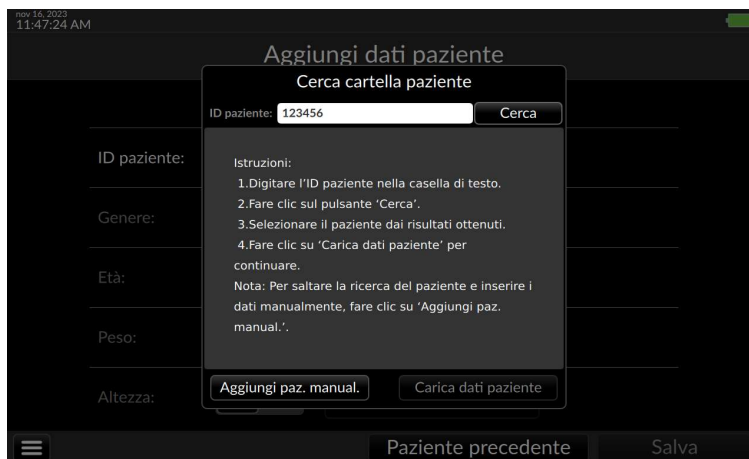 nov 16, 2023
11:47:24 AM
Aggiungi dati paziente
Cerca cartella paziente
ID paziente: 123456 Cerca
ID paziente:
Genere:
Età:
Peso:
Altezza:
Istruzioni:
1.Digitare l’ID paziente nella casella di testo.
2.Fare clic sul pulsante ‘Cerca’.
3.Selezionare il paziente dai risultati ottenuti.
4.Fare clic su ‘Carica dati paziente’ per
continuare.
Nota: Per saltare la ricerca del paziente e inserire i
dati manualmente, fare clic su ‘Aggiungi paz.
manual.’.
Aggiungi paz. manual. Carica dati paziente
Paziente precedente Salva